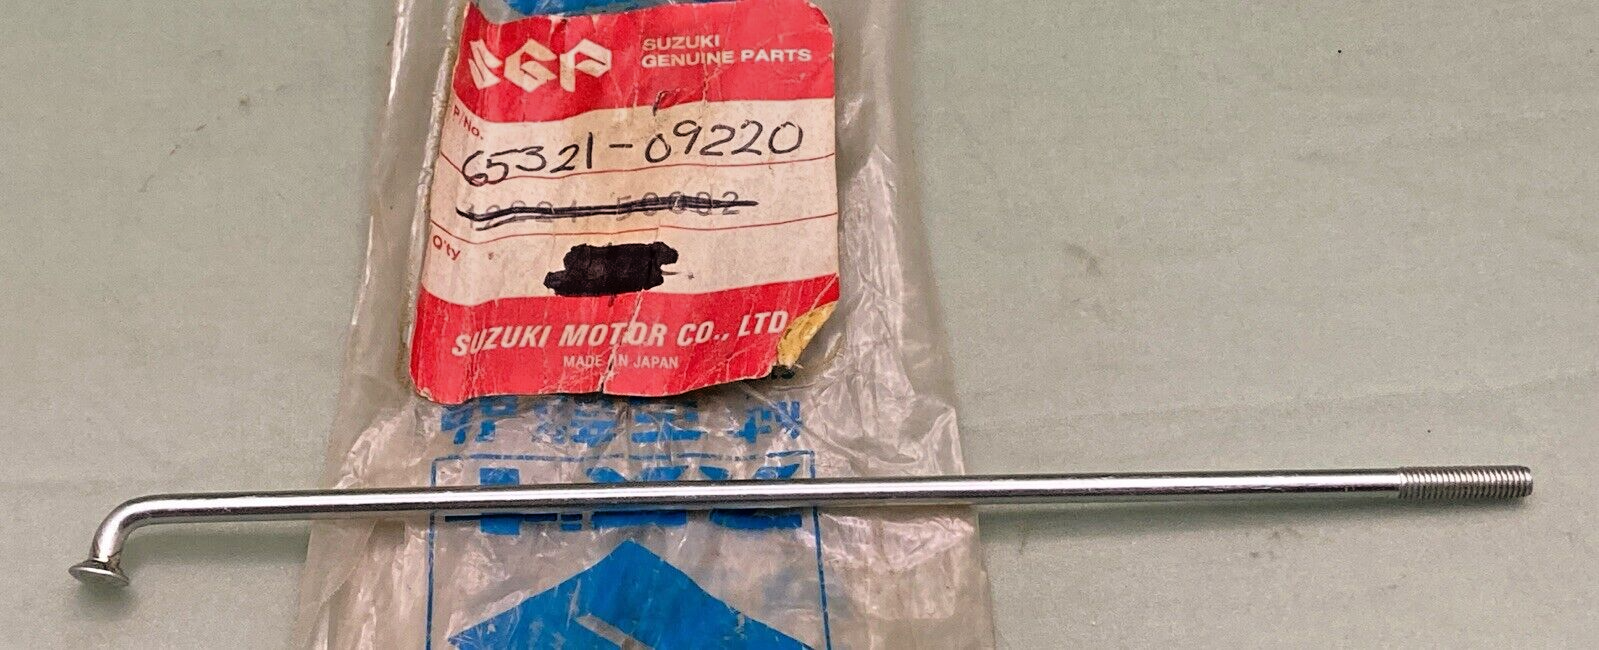 SGP
SUZUKI
GENUINE PARTS
P/No.
65321-09220
Q'ty
SUZUKI MOTOR CO., LTD
MADE IN JAPAN